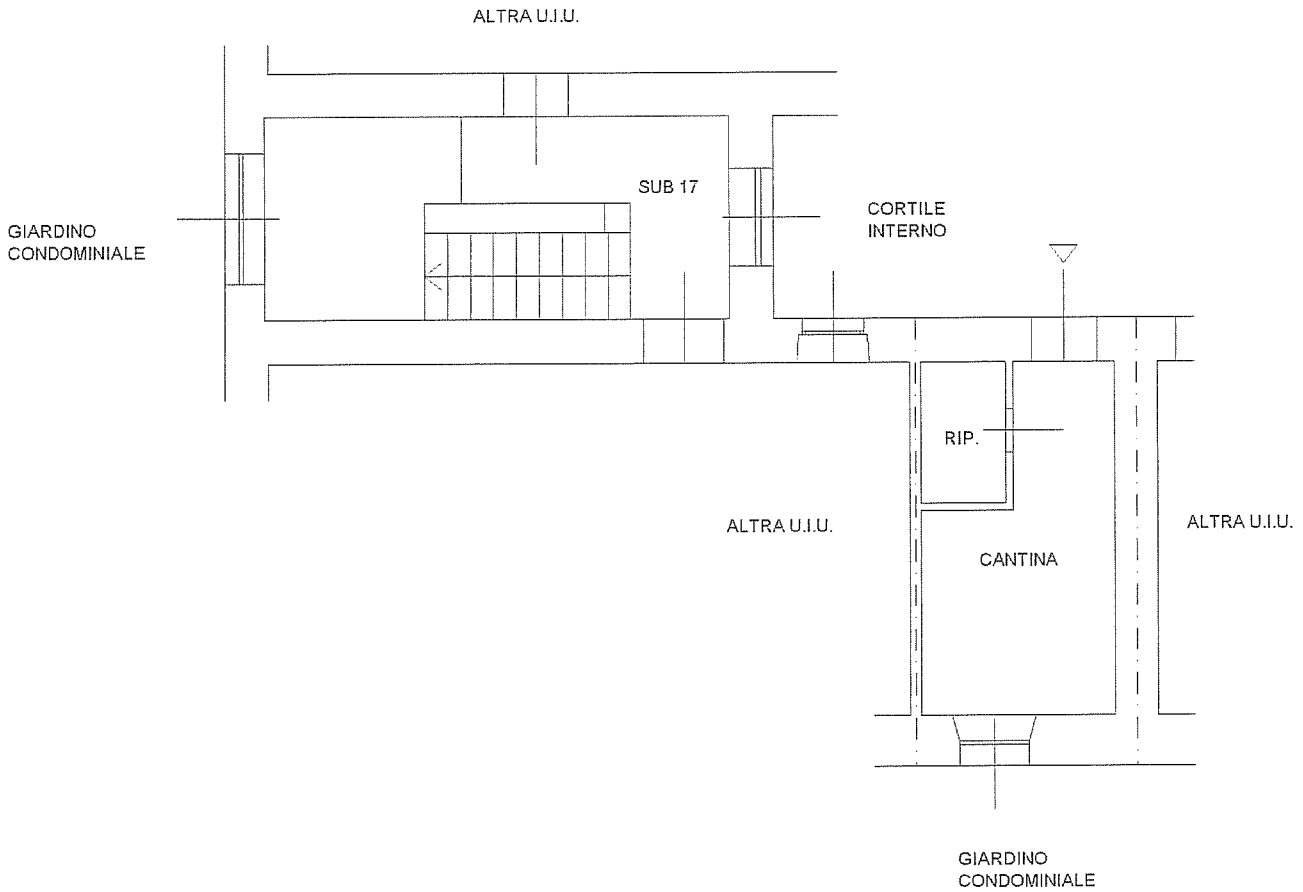 ALTRA U.I.U.
SUB 17
GIARDINO
CONDOMINIALE
CORTILE
INTERNO
RIP.
ALTRA U.I.U.
ALTRA U.I.U.
CANTINA
GIARDINO
CONDOMINIALE